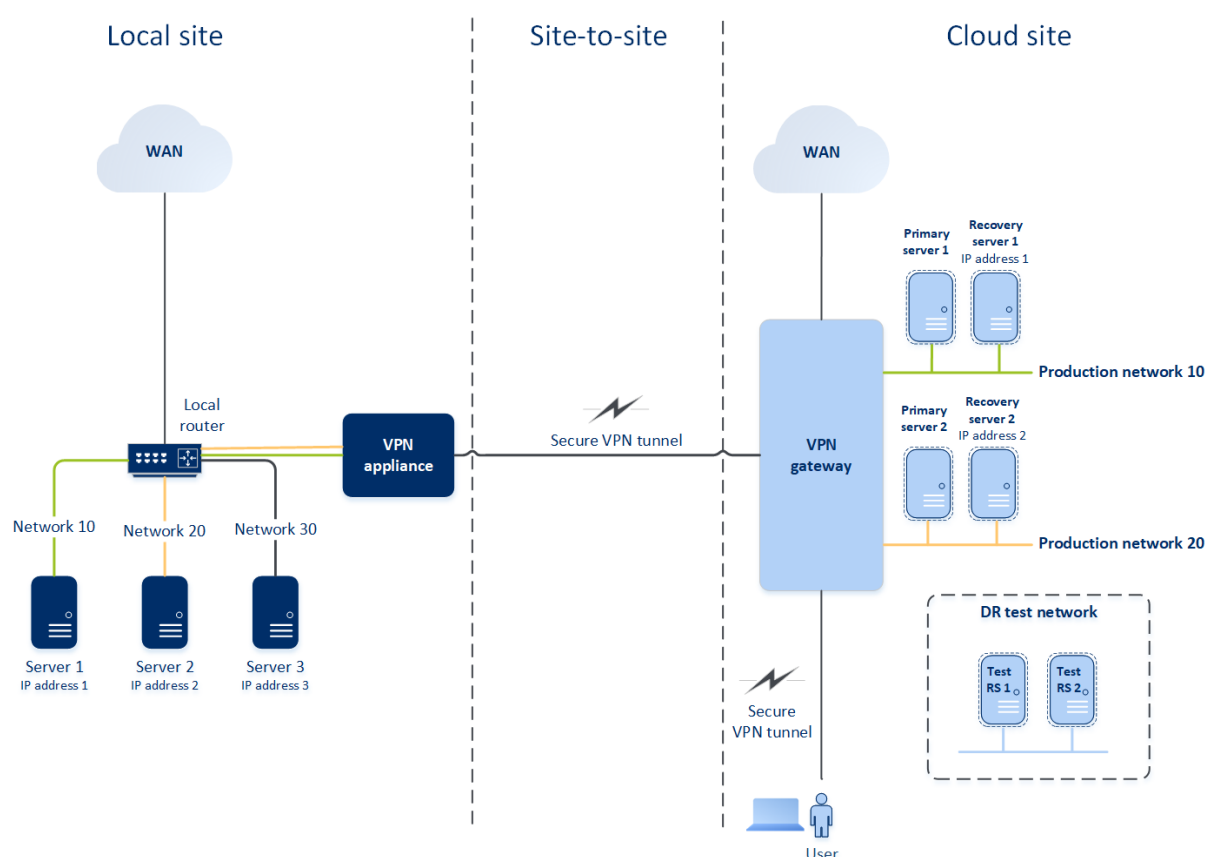 Local site
Site-to-site
Cloud site
WAN
WAN
Primary
server 1
Recovery
server 1
IP address 1
Production network 10
Local
router
VPN
appliance
Secure VPN tunnel
VPN
gateway
Primary
server 2
Recovery
server 2
IP address 2
Production network 20
Network 10
Network 20
Network 30
Server 1
IP address 1
Server 2
IP address 2
Server 3
IP address 3
DR test network
Test
RS 1
Test
RS 2
Secure
VPN tunnel
User